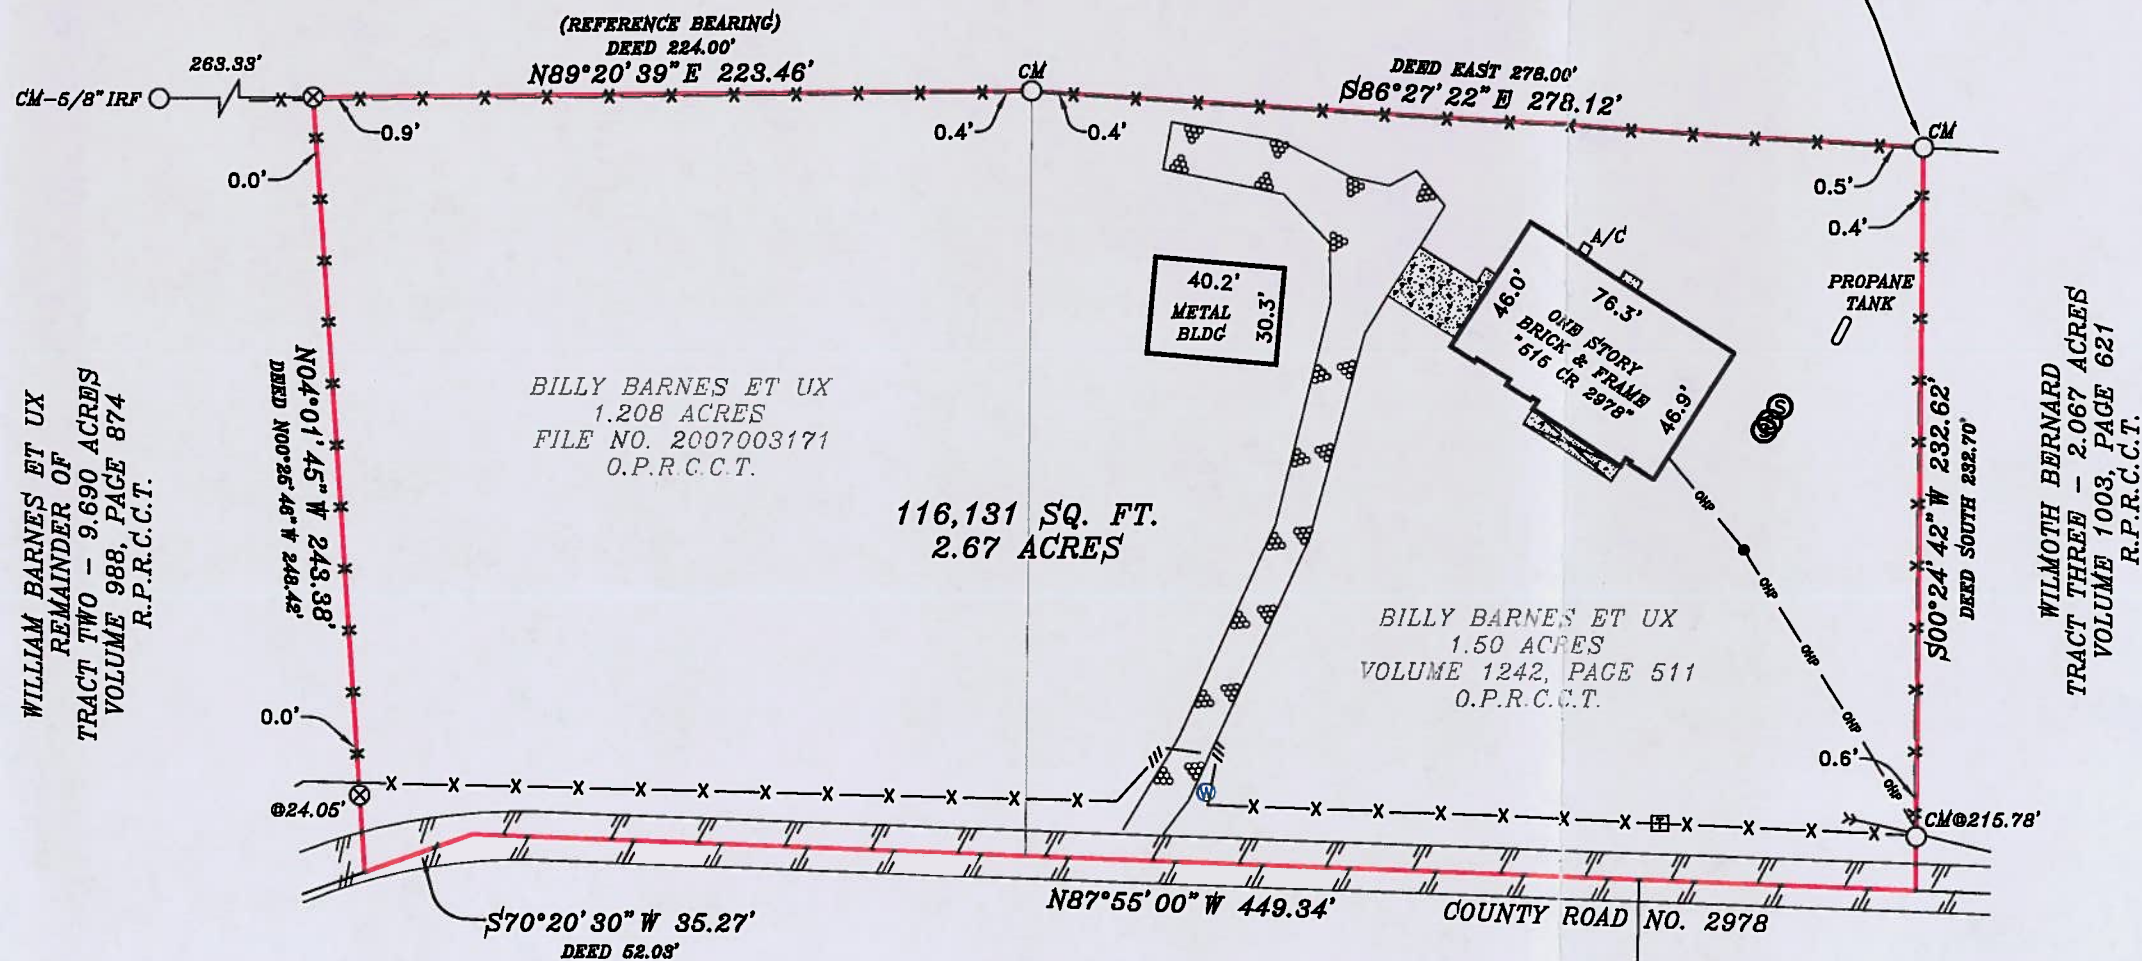 (REFERENCE BEARING)
DEED 224.00'
N89°20'39" E 223.46'
263.33'
CM-5/8" IRF
CM
DEED EAST 278.00'
S86°27'22" E 278.12'
CM
0.9'
0.4'
0.4'
0.5'
0.0'
0.4'
A/C
PROPANE
TANK
40.2'
METAL
BLDG
30.3'
46.0'
76.3'
ONE STORY
BRICK & FRAME
"515 CR 2978"
46.9'
S
WILLIAM BARNES ET UX
REMAINDER OF
TRACT TWO - 9.690 ACRES
VOLUME 988, PAGE 874
R.P.R.C.C.T.
N04°01'45" W 243.38'
DEED N00°25'46" W 248.42'
BILLY BARNES ET UX
1.208 ACRES
FILE NO. 2007003171
O.P.R.C.C.T.
116,131 SQ. FT.
2.67 ACRES
S00°24'42" W 232.62'
DEED SOUTH 232.70'
WILMOTH BERNARD
TRACT THREE - 2.067 ACRES
VOLUME 1003, PAGE 621
R.P.R.C.C.T.
OHP
OHP
OHP
OHP
OHP
BILLY BARNES ET UX
1.50 ACRES
VOLUME 1242, PAGE 511
O.P.R.C.C.T.
0.0'
0.6'
@24.05'
W
T
CM@215.78'
S70°20'30" W 35.27'
DEED 52.03'
N87°55'00" W 449.34'
COUNTY ROAD NO. 2978